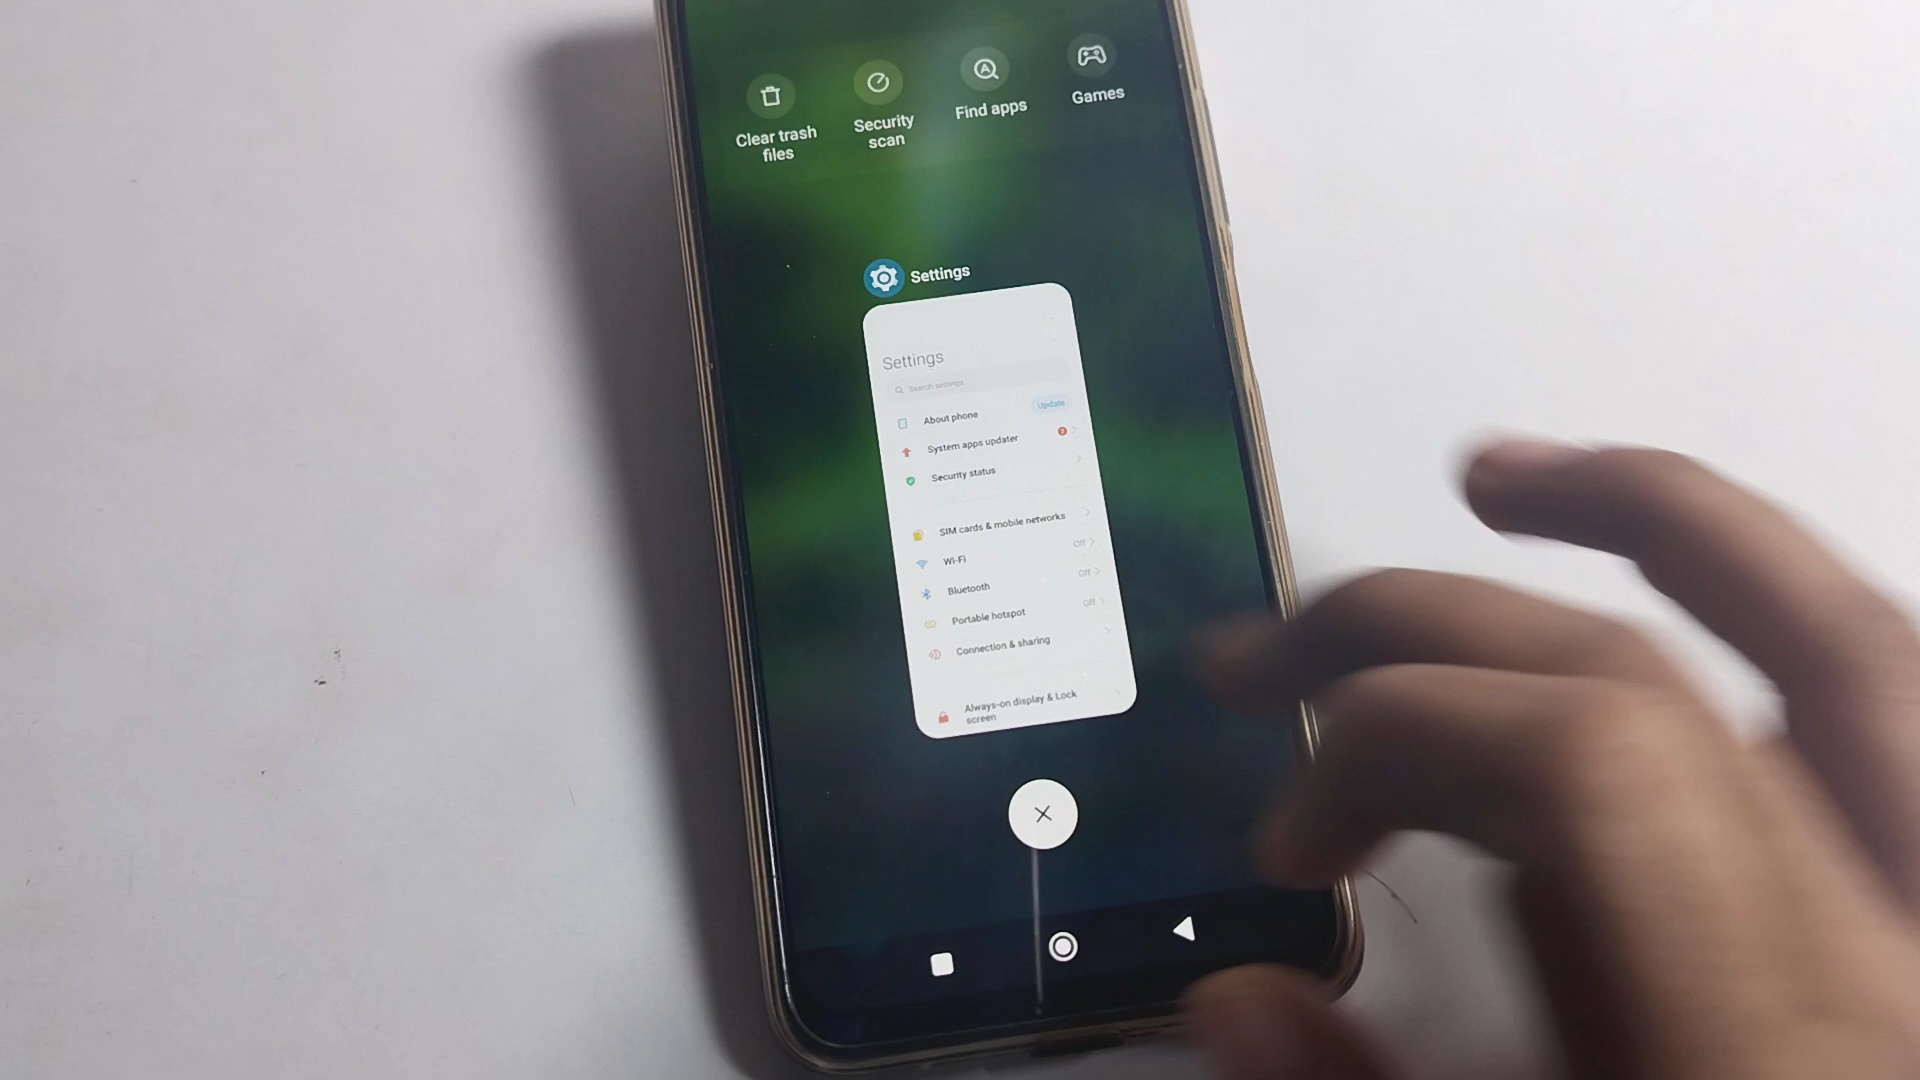 Clear trash
files
Security
scan
Find apps
Games
Settings
Settings
Search settings
About phone
Update
System apps updater
Security status
SIM cards & mobile networks
Wi-Fi
Off
Bluetooth
Off
Portable hotspot
Off
Connection & sharing
Always-on display & Lock
screen